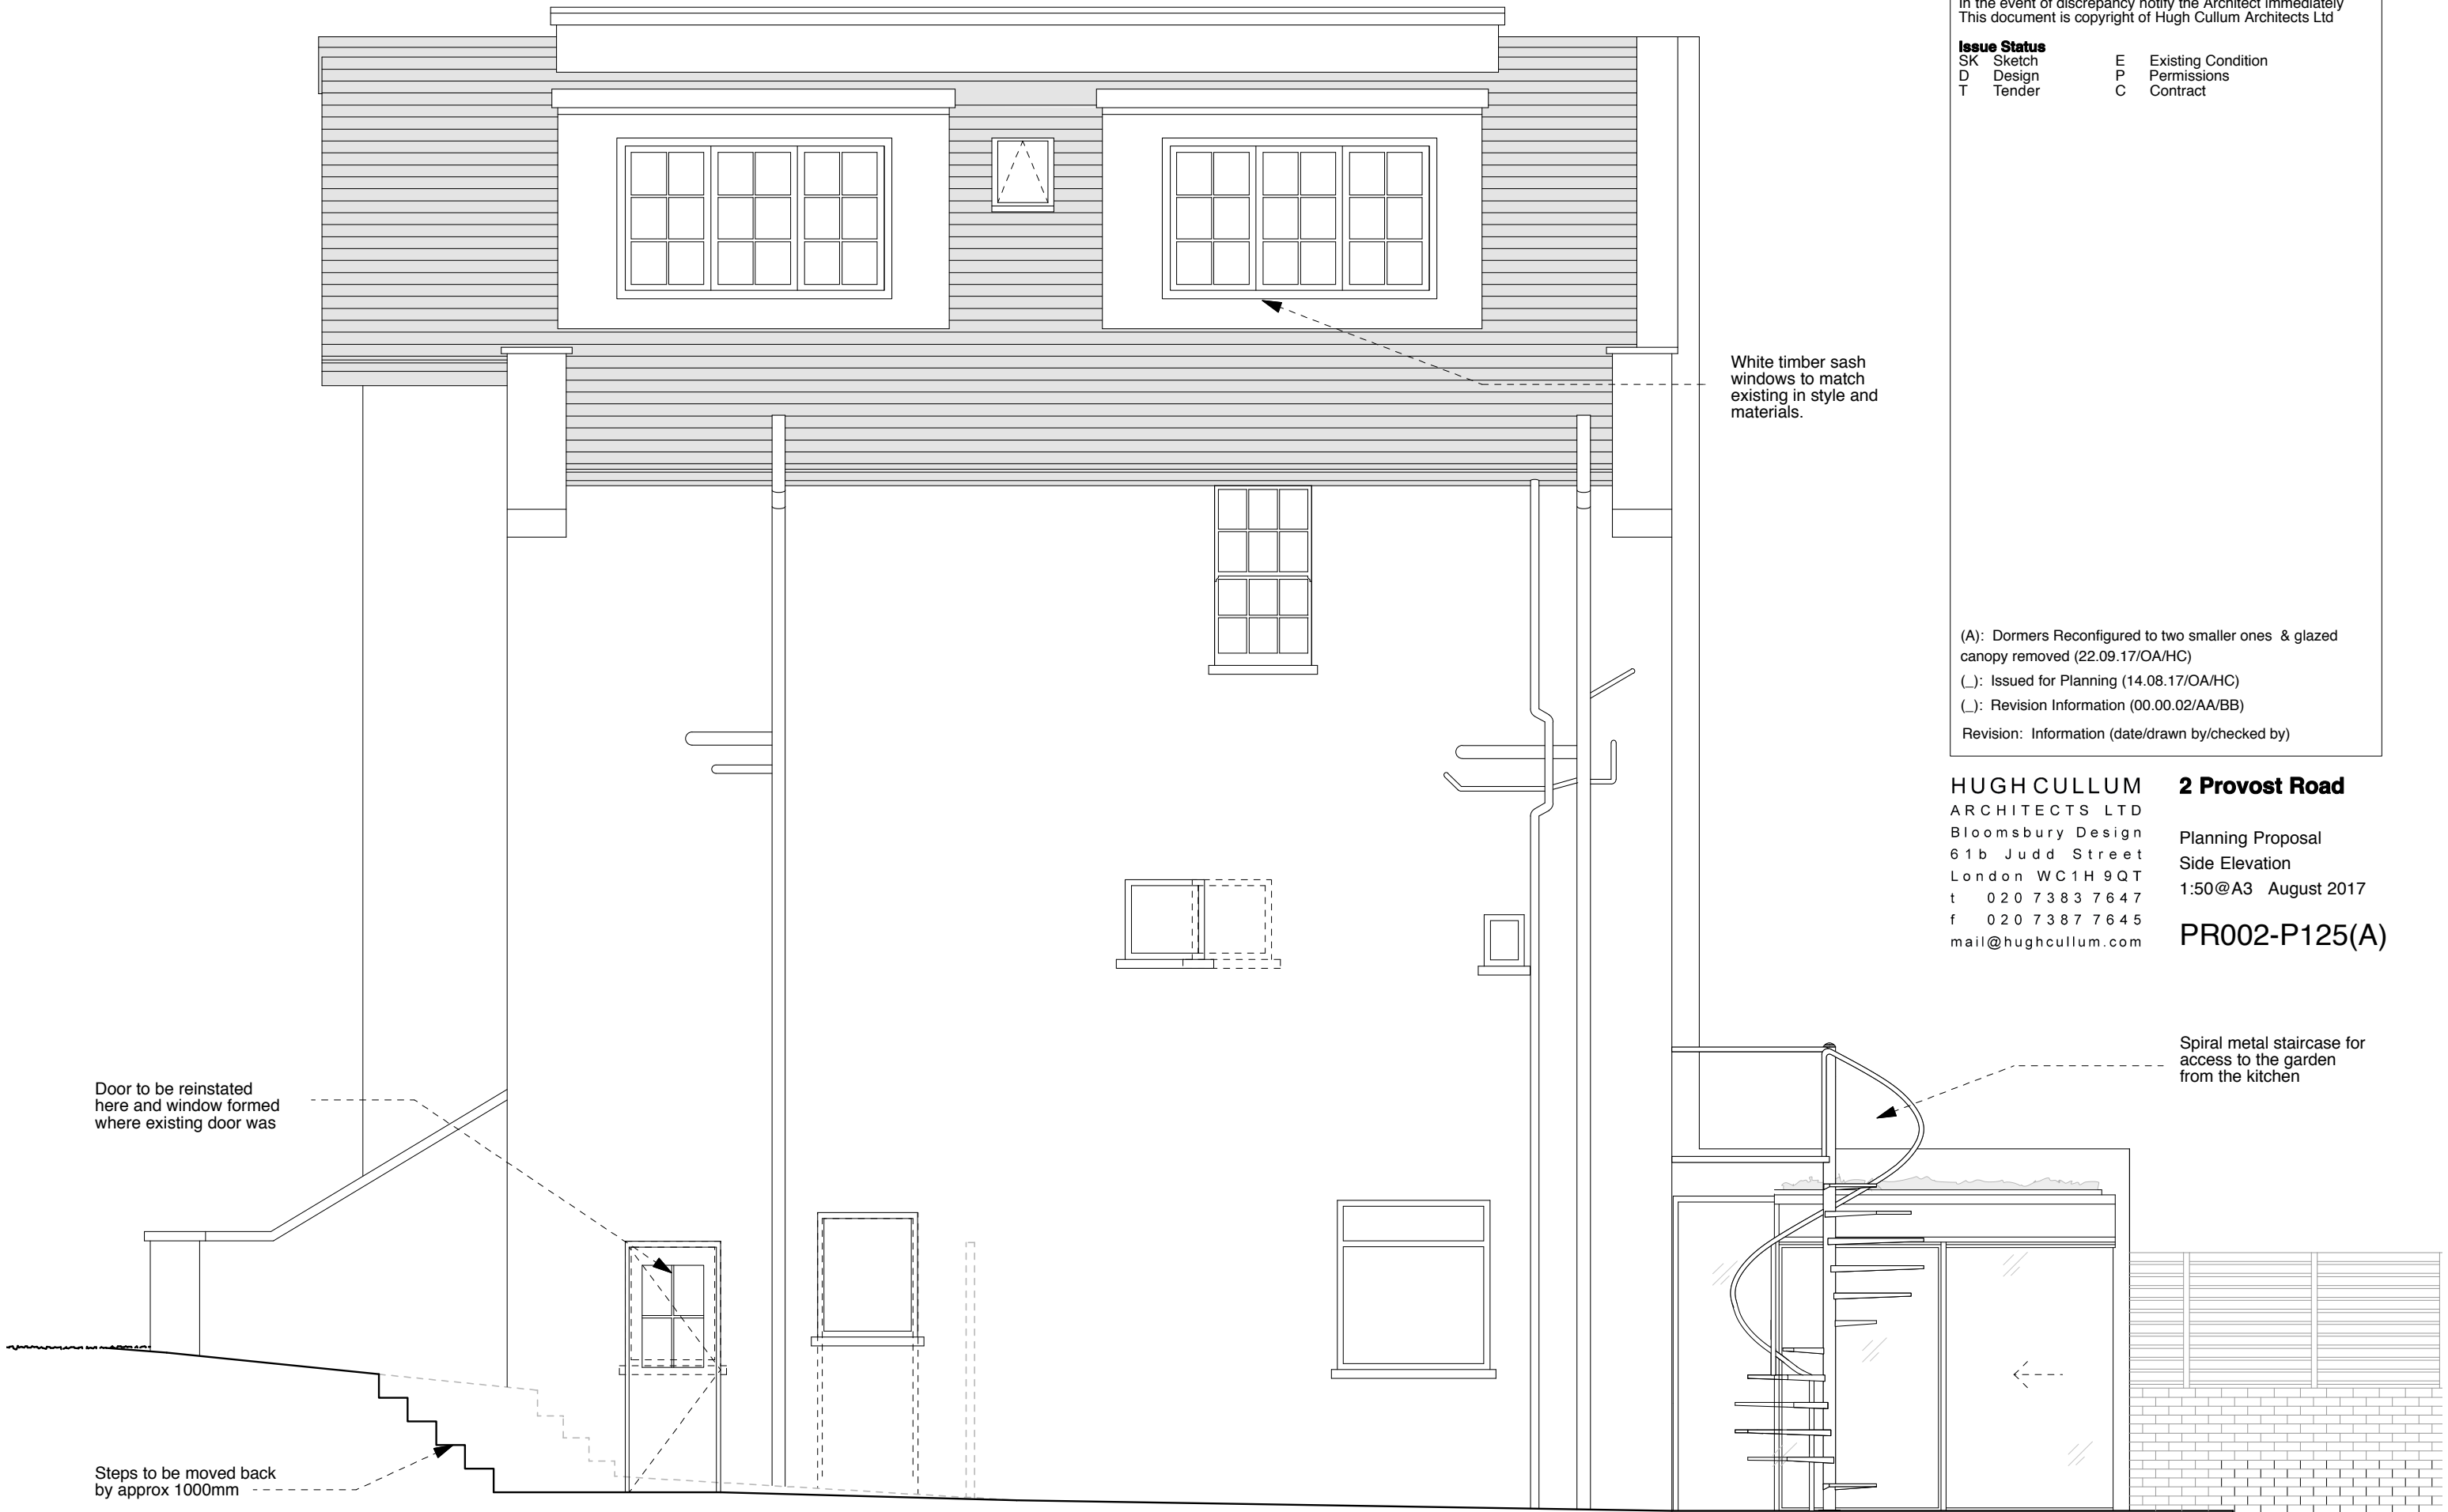 In the event of discrepancy notify the Architect immediately
This document is copyright of Hugh Cullum Architects Ltd
Issue Status
SK Sketch E Existing Condition
D Design P Permissions
T Tender C Contract
White timber sash
windows to match
existing in style and
materials.
(A): Dormers Reconfigured to two smaller ones & glazed
canopy removed (22.09.17/OA/HC)
(_): Issued for Planning (14.08.17/OA/HC)
(_): Revision Information (00.00.02/AA/BB)
Revision: Information (date/drawn by/checked by)
HUGH CULLUM
ARCHITECTS LTD
Bloomsbury Design
61b Judd Street
London WC1H 9QT
t 020 7383 7647
f 020 7387 7645
mail@hughcullum.com
2 Provost Road
Planning Proposal
Side Elevation
1:50@A3 August 2017
PR002-P125(A)
Spiral metal staircase for
access to the garden
from the kitchen
Door to be reinstated
here and window formed
where existing door was
Steps to be moved back
by approx 1000mm